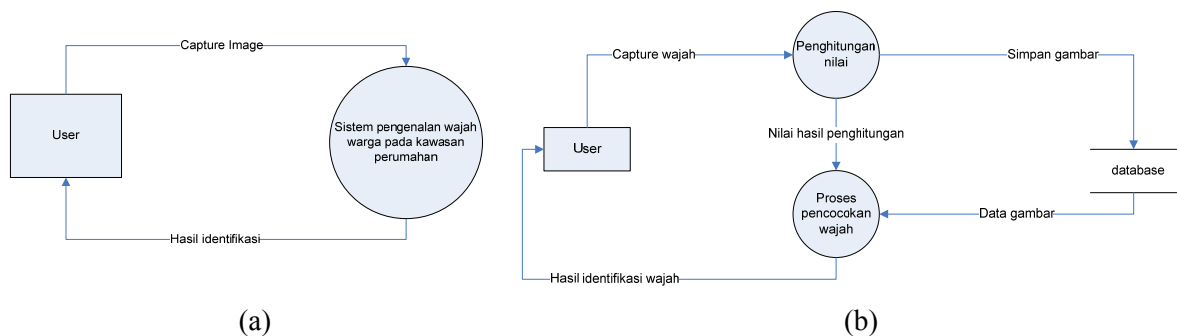 Capture Image
User
Sistem pengenalan wajah
warga pada kawasan
perumahan
Hasil identifikasi
(a)
Penghitungan
nilai
Capture wajah
Simpan gambar
Nilai hasil penghitungan
User
database
Proses
pencocokan
wajah
Data gambar
Hasil identifikasi wajah
(b)